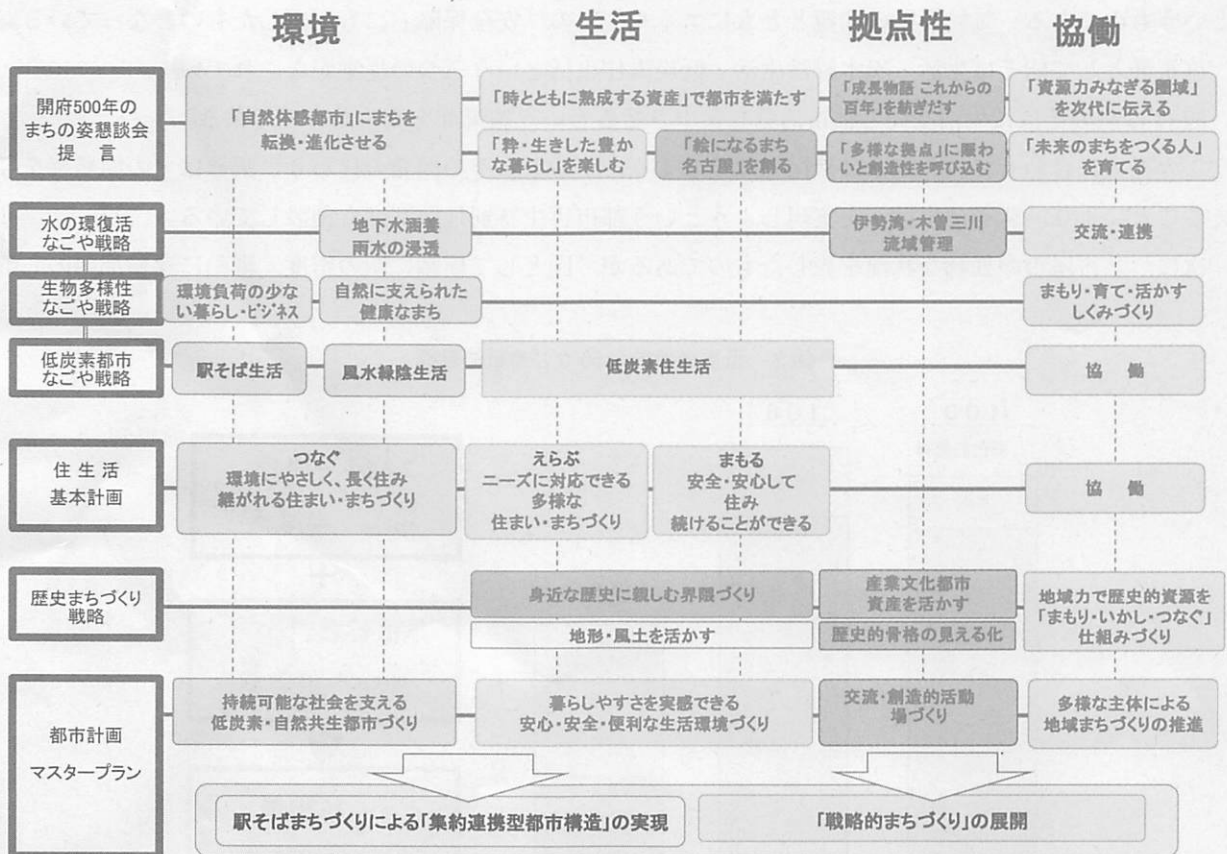 環境
生活
拠点性
協働
開府500年の
まちの姿懇談会
提 言
「自然体感都市」にまちを
転換・進化させる
「時とともに熟成する資産」で都市を満たす
「粋・生きした豊か
な暮らし」を楽しむ
「絵になるまち
名古屋」を創る
「成長物語 これからの
百年」を紡ぎだす
「多様な拠点」に賑わ
いと創造性を呼び込む
「資源力みなぎる圏域」
を次代に伝える
「未来のまちをつくる人」
を育てる
水の環復活
なごや戦略
地下水涵養
雨水の浸透
伊勢湾・木曽三川
流域管理
交流・連携
生物多様性
なごや戦略
環境負荷の少な
い暮らし・ビジネス
自然に支えられた
健康なまち
まもり・育て・活かす
しくみづくり
低炭素都市
なごや戦略
駅そば生活
風水緑陰生活
低炭素住生活
協 働
住 生 活
基本計画
つなぐ
環境にやさしく、長く住み
継がれる住まい・まちづくり
えらぶ
ニーズに対応できる
多様な
住まい・まちづくり
まもる
安全・安心して
住み
続けることができる
協 働
歴史まちづくり
戦略
身近な歴史に親しむ界隈づくり
地形・風土を活かす
産業文化都市
資産を活かす
歴史的骨格の見える化
地域力で歴史的資源を
「まもり・いかし・つなぐ」
仕組みづくり
都市計画
マスタープラン
持続可能な社会を支える
低炭素・自然共生都市づくり
暮らしやすさを実感できる
安心・安全・便利な生活環境づくり
交流・創造的活動
場づくり
多様な主体による
地域まちづくりの推進
駅そばまちづくりによる「集約連携型都市構造」の実現
「戦略的まちづくり」の展開